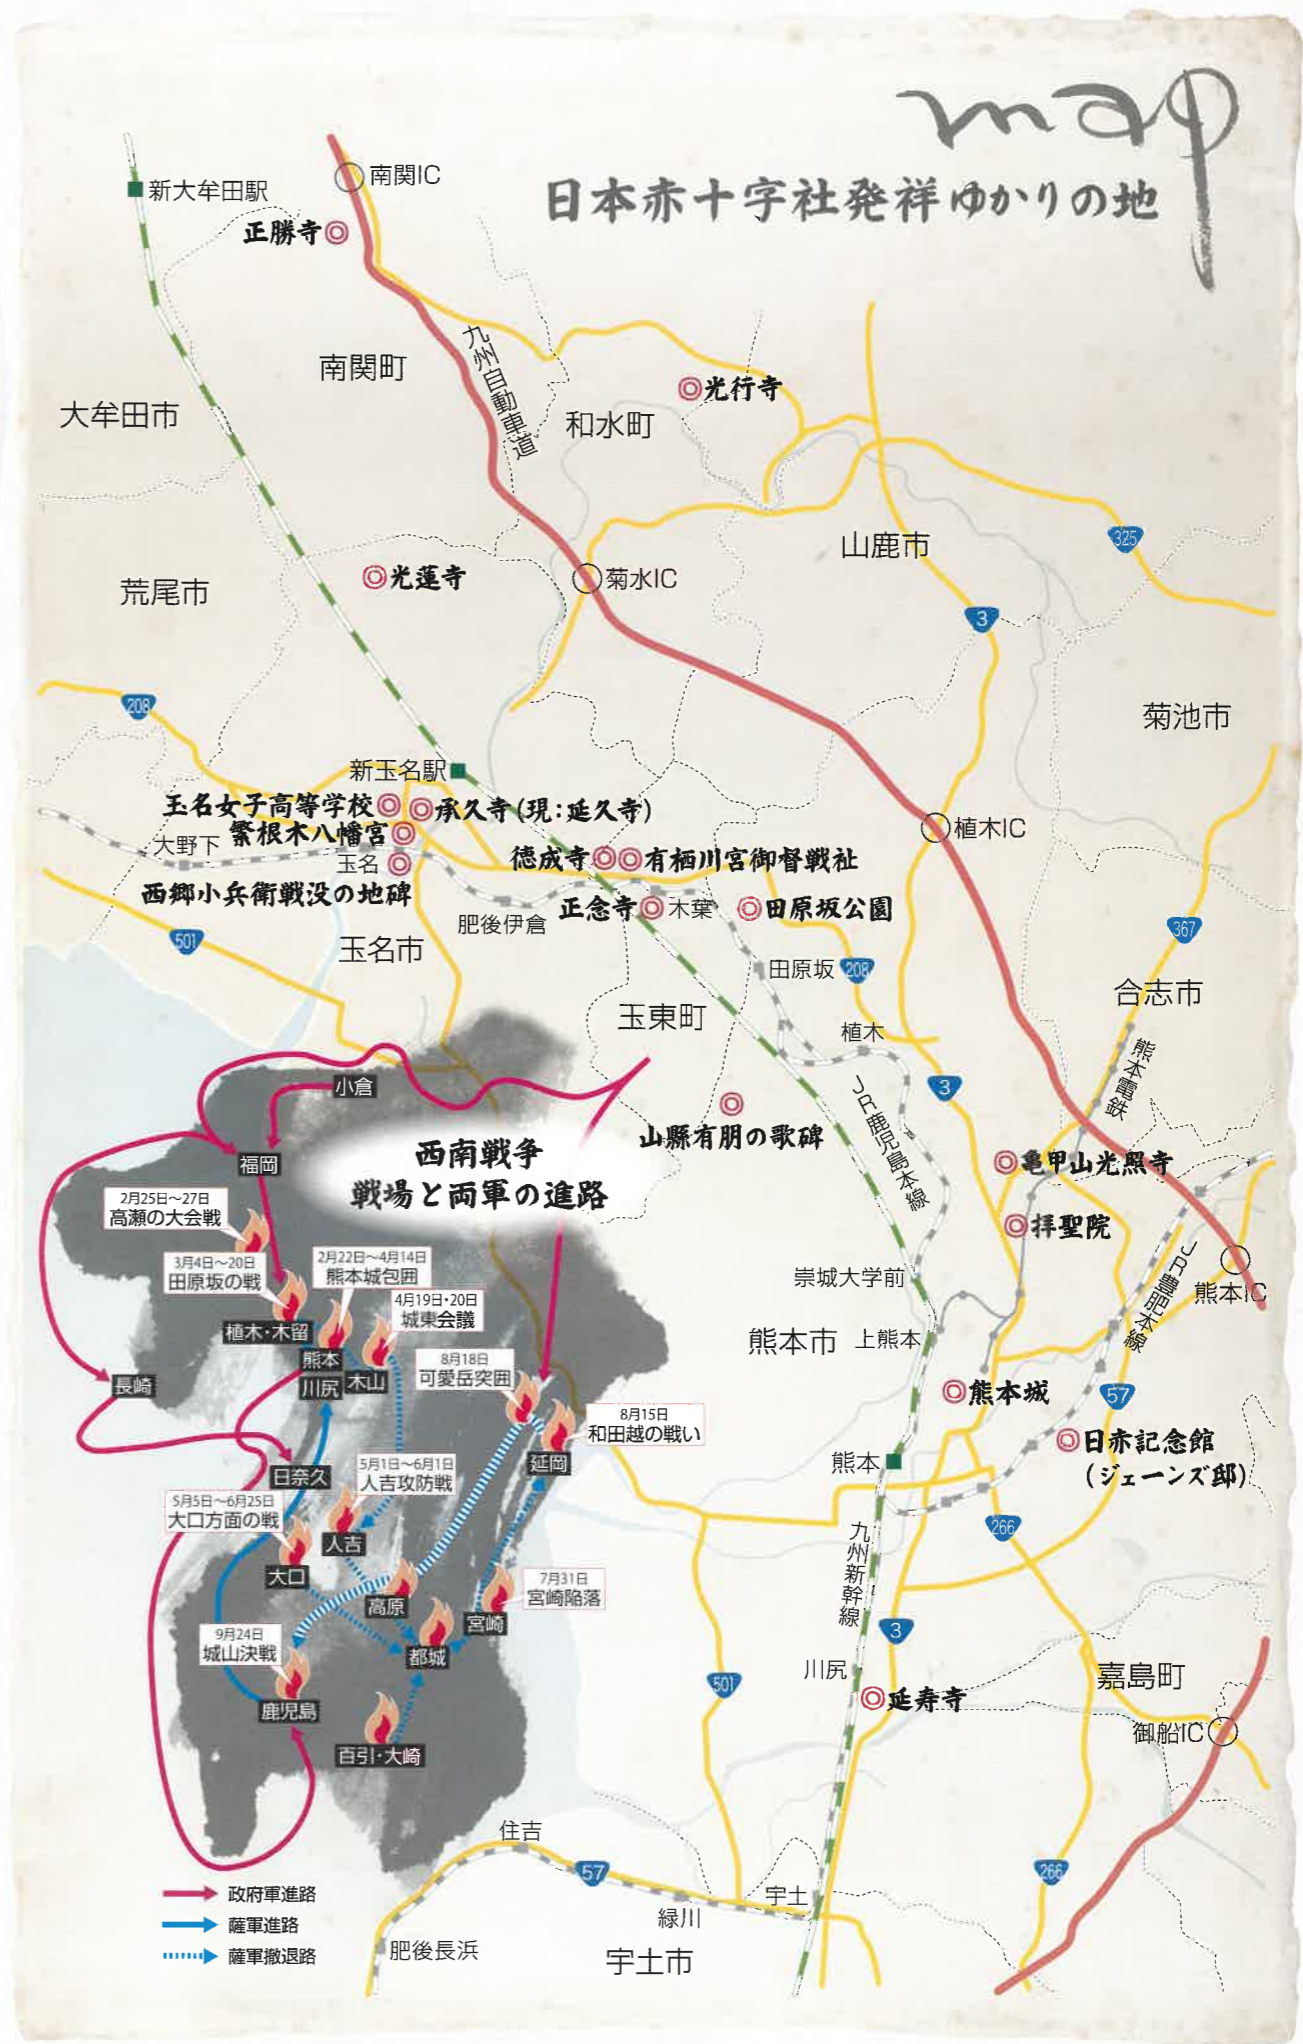 map
日本赤十字社発祥ゆかりの地
新大牟田駅
南関IC
正勝寺
南関町
九州自動車道
大牟田市
和水町
光行寺
山鹿市
325
荒尾市
光蓮寺
菊水IC
3
208
菊池市
新玉名駅
玉名女子高等学校
承久寺(現:延久寺)
繁根木八幡宮
大野下
玉名
西郷小兵衛戦没の地碑
徳成寺
有栖川宮御督戦祉
植木IC
肥後伊倉
正念寺
木葉
田原坂公園
367
501
玉名市
田原坂
208
合志市
玉東町
植木
熊本電鉄
3
JR鹿児島本線
山縣有朋の歌碑
亀甲山光照寺
拝聖院
崇城大学前
JR豊肥本線
熊本IC
熊本市
上熊本
熊本城
57
日赤記念館
(ジェーンズ邸)
熊本
266
九州新幹線
3
川尻
延寿寺
501
嘉島町
御船IC
266
住吉
57
緑川
宇土
肥後長浜
宇土市
西南戦争
戦場と両軍の進路
小倉
福岡
2月25日〜27日
高瀬の大会戦
3月4日〜20日
田原坂の戦
2月22日〜4月14日
熊本城包囲
4月19日・20日
城東会議
植木・木留
熊本
川尻
木山
長崎
8月18日
可愛岳突囲
8月15日
和田越の戦い
延岡
日奈久
5月1日〜6月1日
人吉攻防戦
5月5日〜6月25日
大口方面の戦
人吉
大口
高原
7月31日
宮崎陥落
宮崎
都城
9月24日
城山決戦
鹿児島
百引・大崎
政府軍進路
薩軍進路
薩軍撤退路